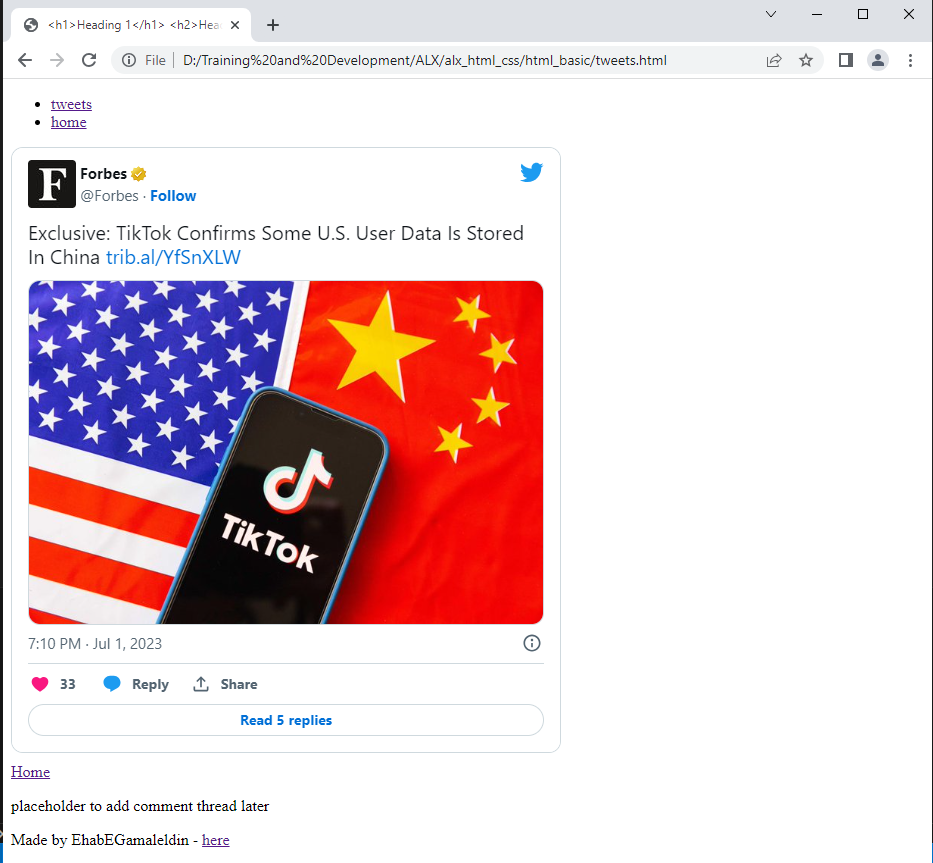 <h1>Heading 1</h1> <h2>Hea
File
D:/Training%20and%20Development/ALX/alx_html_css/html_basic/tweets.html
tweets
home
F
Forbes
@Forbes · Follow
Exclusive: TikTok Confirms Some U.S. User Data Is Stored
In China trib.al/YfSnXLW
TikTok
7:10 PM · Jul 1, 2023
33 Reply Share
Read 5 replies
Home
placeholder to add comment thread later
Made by EhabEGamaleldin - here